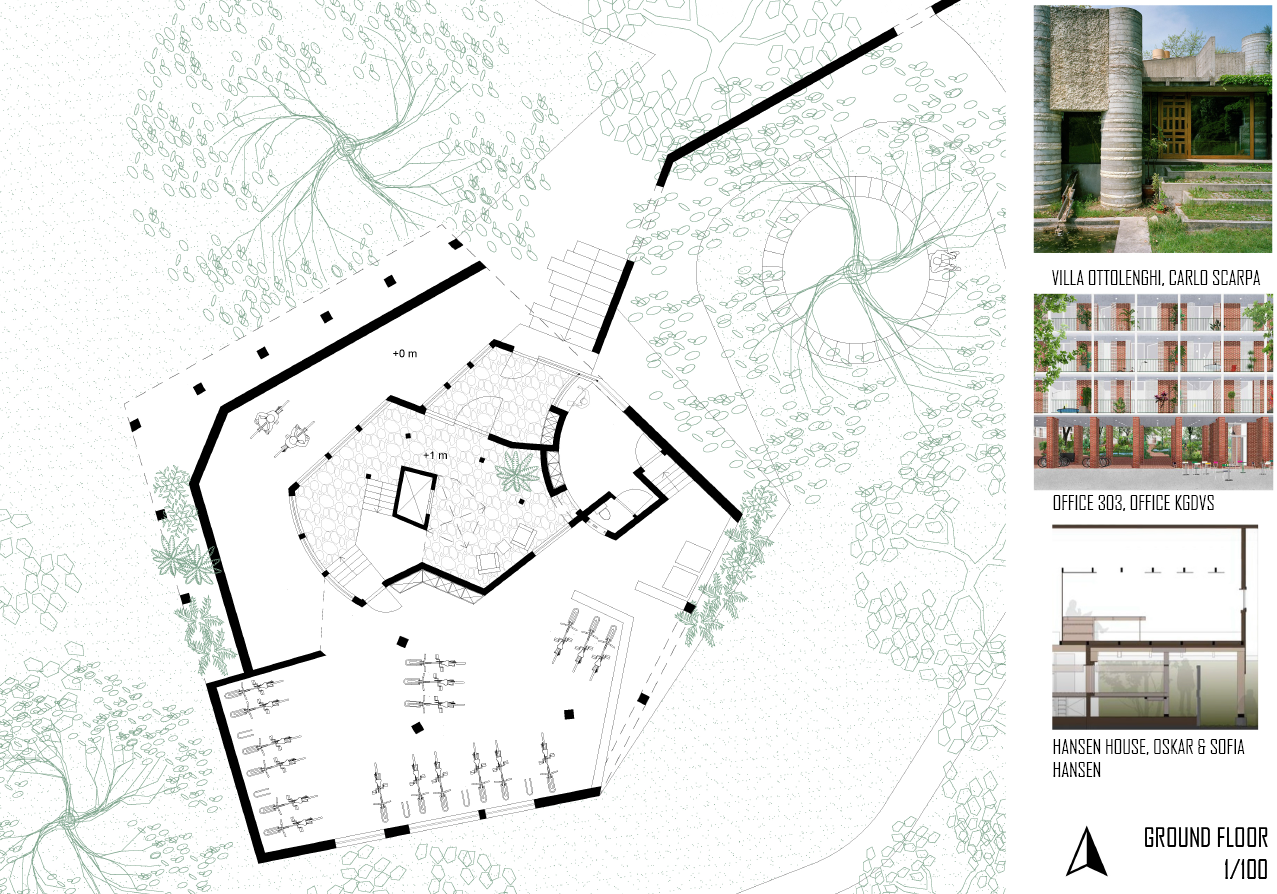 +0 m
+1 m
VILLA OTTOLENGHI, CARLO SCARPA
OFFICE 303, OFFICE KGDVS
HANSEN HOUSE, OSKAR & SOFIA
HANSEN
GROUND FLOOR
1/100